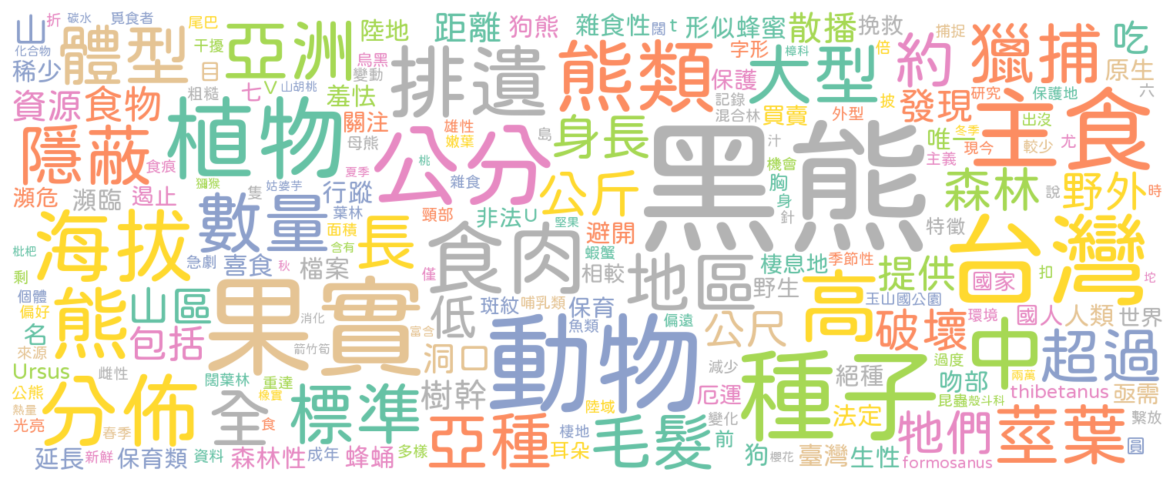 山 折 碳水 覓食者 尾巴 亞洲 陸地 距離 狗熊 雜食性 闊 t 形似 蜂蜜 散播 挽救 捕捉 獵捕 吃
化合物 體型 干擾 烏黑 排遺 熊類 字形 大型 樟科 倍 約 原生
稀少 目 粗糙 七 V 山胡桃 變動 羞怯 保護 記錄 買賣 外型 披 發現 研究 保護地 六
資源 食物 植物 關注 雄性 公分 身長 黑熊 混合林 唯 冬季 現今 出沒 主食
隱蔽 食痕 獼猴 姑婆芋 母熊 夏季 嫩葉 桃 雜食 島 汁 機會 主義 較少 尤
瀕危 瀕臨 遏止 隻 行蹤 頸部 公斤 胸 身 針 森林 說 野外 時
海拔 數量 葉林 面積 長 非法 U 堅果 避開 特徵 台灣
枇杷 急劇 喜食 秋 含有 檔案 食肉 蝦蟹 相較 地區 棲息地 季節性 提供 國家 扣 坨
剩 個體 偏好 熊 山區 果實 僅 低 斑紋 哺乳類 保育 魚類 偏遠 野生 玉山國公園 高 環境 國人 人類 世界
名 來源 包括 消化 富含 動物 公尺 破壞 中 超過
Ursus 雌性 箭竹筍 洞口 減少 種子 絕種 過度 兩萬
公熊 闊葉林 重達 橡實 樹幹 厄運 吻部 昆蟲 殼斗科 thibetanus 亟需
熱量 分佈 全 標準 陸域 毛髮 變化 法定 牠們 莖葉 繫放
光亮 春季 食 亞種 棲地 耳朵 前 圓
延長 新鮮 保育類 資料 森林性 成年 蜂蛹 多樣 狗 櫻花 臺灣 生性 formosanus